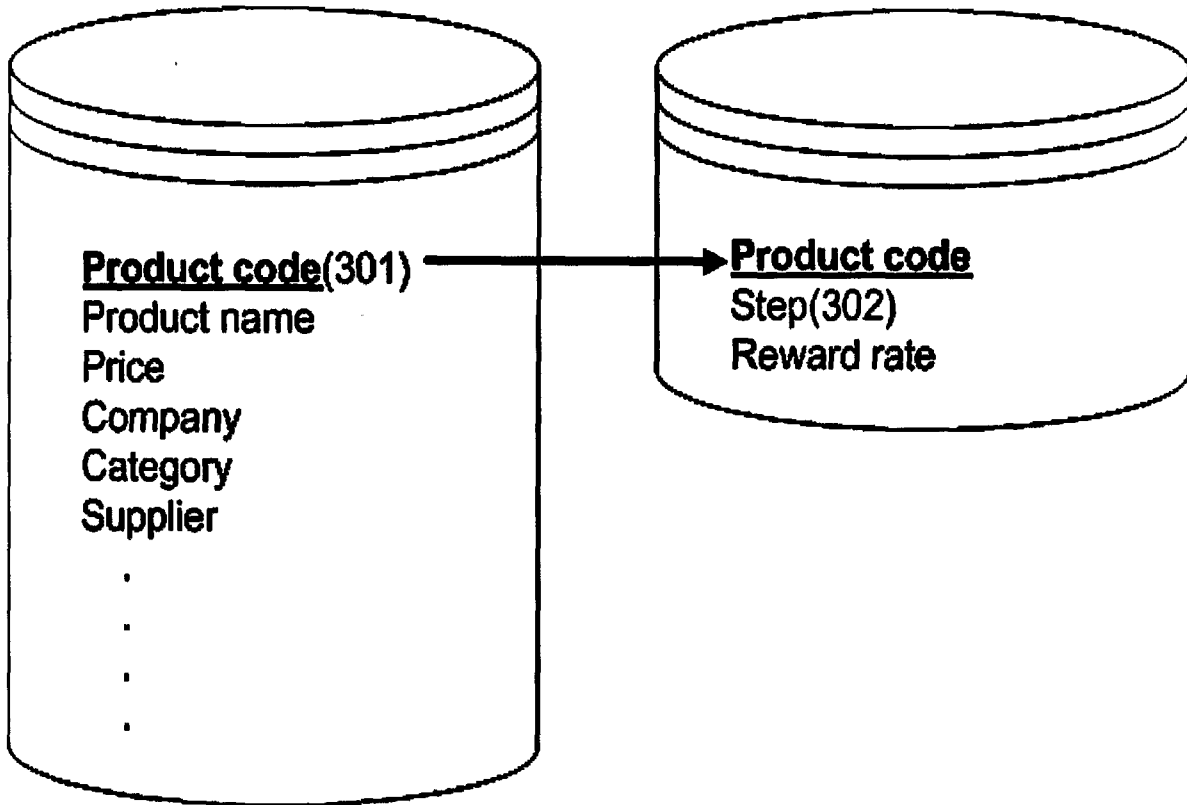 Product code(301)
Product name
Price
Company
Category
Supplier
.
.
.
.
Product code
Step(302)
Reward rate